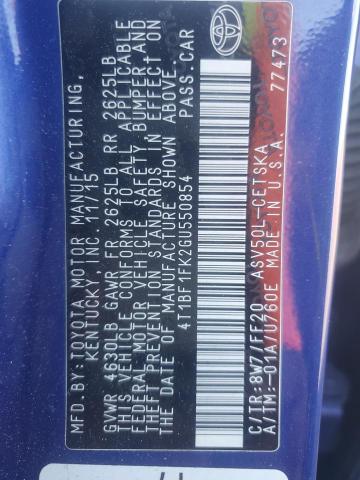 MFD.BY:TOYOTA MOTOR MANUFACTURING,
KENTUCKY, INC. 11/15
GVWR 4630LB GAWR FR 2625LB RR 2625LB
THIS VEHICLE CONFORMS TO ALL APPLICABLE
FEDERAL MOTOR VEHICLE SAFETY, BUMPER, AND
THEFT PREVENTION STANDARDS IN EFFECT ON
THE DATE OF MANUFACTURE SHOWN ABOVE.
4T1BF1FK2GU550854 PASS.CAR
C/TR:8W7/FF20 ASV50L-CETSKA
A/TM:-01A/U760E MADE IN U.S.A.
77473
TOYOTA